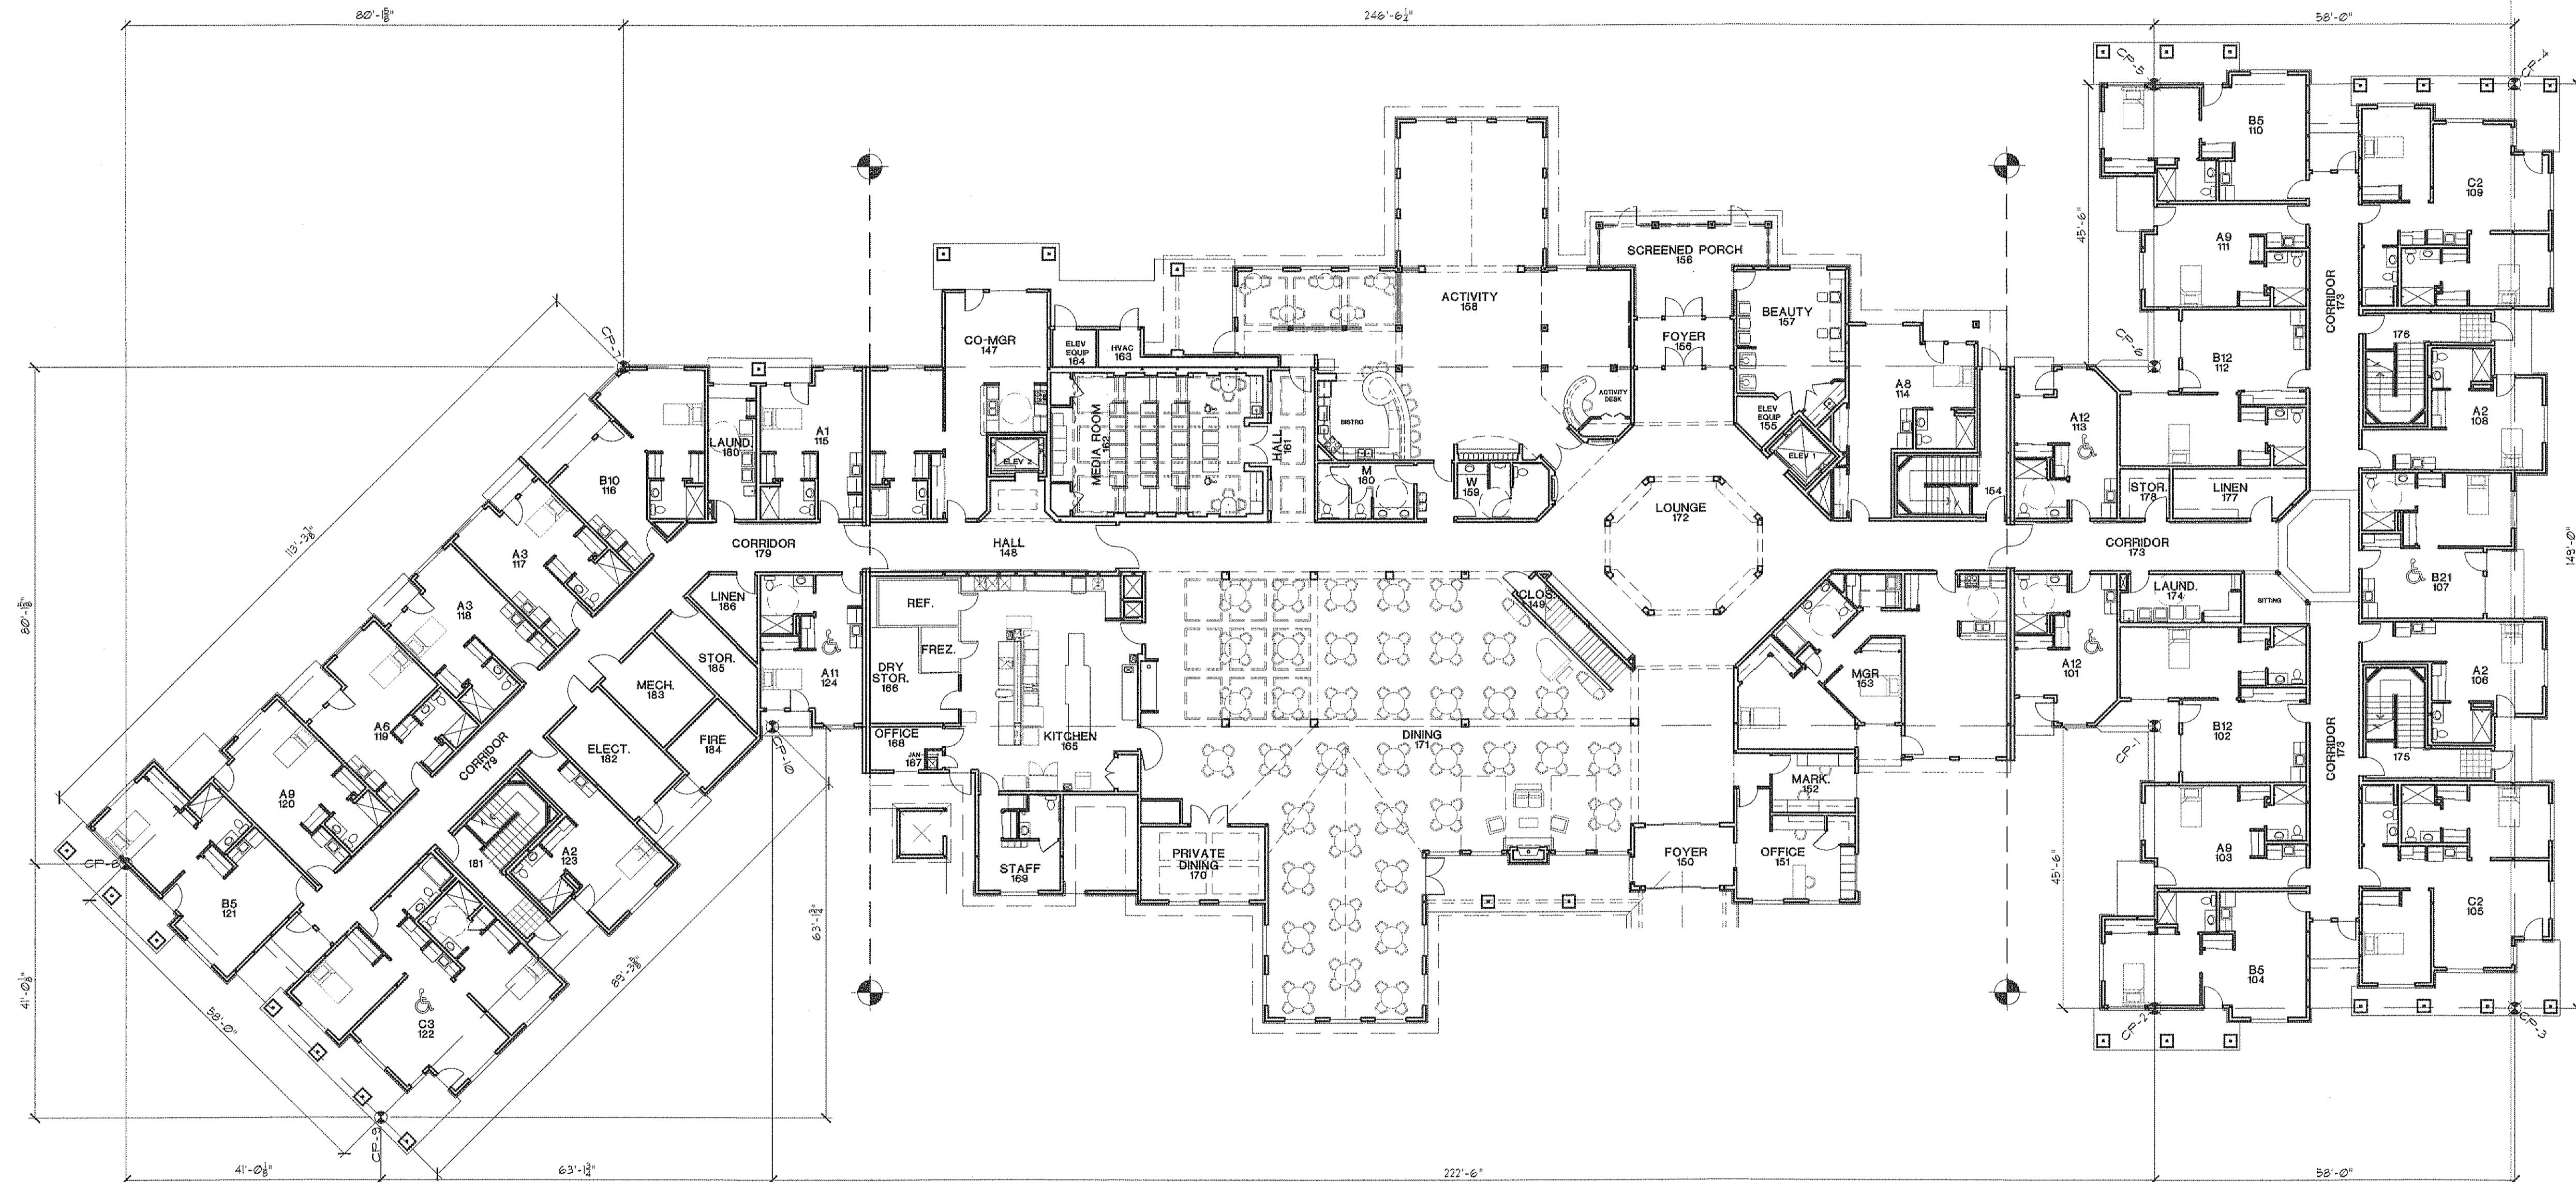 80'-1 5/8"
246'-6 1/4"
58'-0"
CP-5
CP-4
B5
110
C2
109
45'-6"
A9
111
SCREENED PORCH
156
CORRIDOR
173
ACTIVITY
158
BEAUTY
157
FOYER
156
CO-MGR
147
ELEV
EQUIP
164
HVAC
163
176
CP-7
CP-6
B12
112
A8
114
ACTIVITY
DESK
A2
108
ELEV
EQUIP
155
A12
113
BISTRO
A1
115
LAUND.
180
MEDIA ROOM
162
HALL
161
ELEV 2
ELEV 1
M
160
W
159
B10
116
154
STOR.
178
LINEN
177
LOUNGE
172
113'-3 7/8"
CORRIDOR
179
HALL
148
CORRIDOR
173
149'-0"
A3
117
B21
107
LAUND.
174
SITTING
CLOS.
149
LINEN
186
REF.
A3
118
80'-1 5/8"
FREZ.
STOR.
185
DRY
STOR.
166
A11
124
MGR
153
A12
101
A2
106
MECH.
183
A6
119
B12
102
OFFICE
168
KITCHEN
165
DINING
171
FIRE
184
ELECT.
182
CORRIDOR
179
CORRIDOR
173
JAN-
167
CP-10
CP-1
175
MARK.
152
A9
120
A2
123
181
PRIVATE
DINING
170
FOYER
150
OFFICE
151
A9
103
CP-8
STAFF
169
45'-6"
B5
121
C2
105
63'-1 3/4"
89'-3 5/8"
41'-0 1/8"
B5
104
58'-0"
C3
122
CP-2
CP-3
CP-9
41'-0 1/8"
63'-1 3/4"
222'-6"
58'-0"